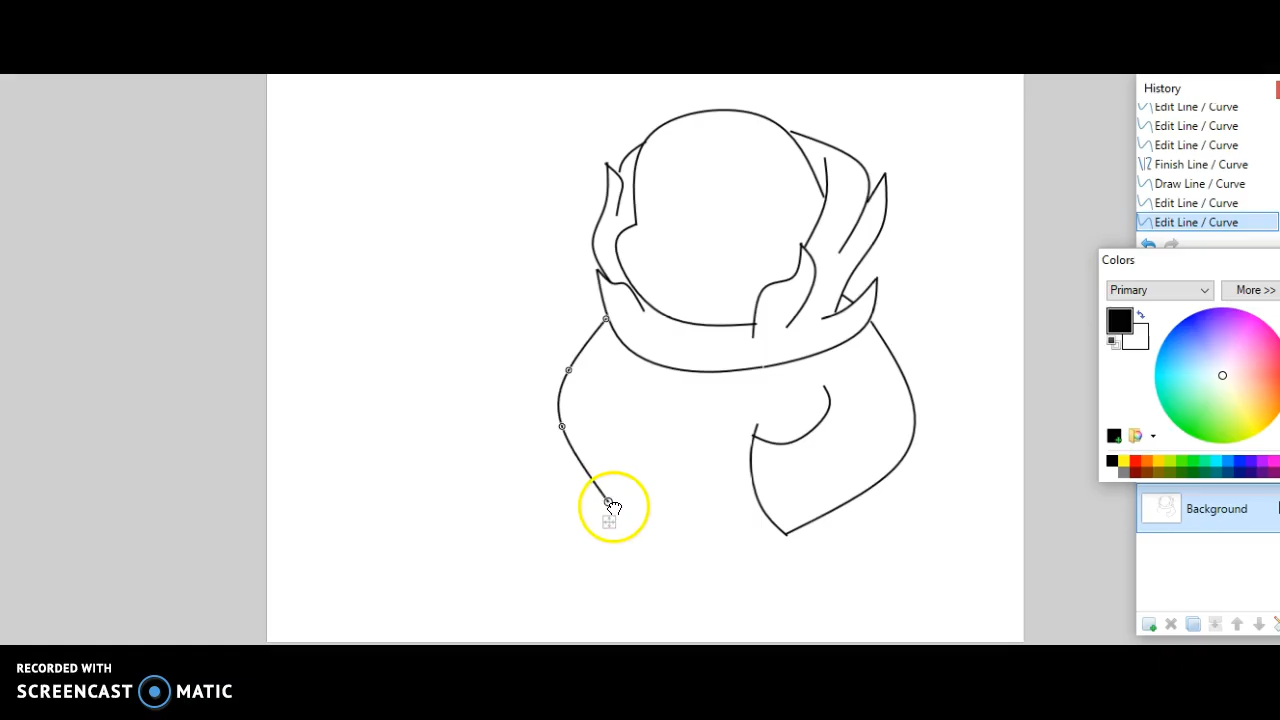 History
Edit Line / Curve
Edit Line / Curve
Edit Line / Curve
Finish Line / Curve
Draw Line / Curve
Edit Line / Curve
Edit Line / Curve
Colors
Primary
More >>
Background
RECORDED WITH
SCREENCAST MATIC